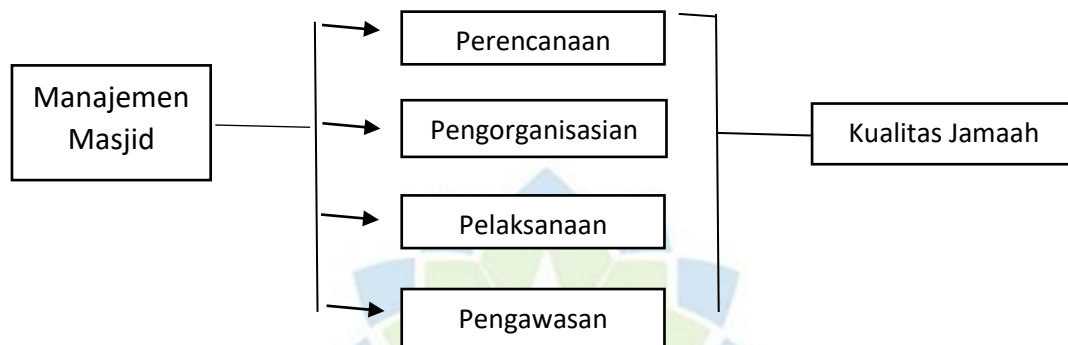 Manajemen
Masjid
Perencanaan
Pengorganisasian
Pelaksanaan
Pengawasan
Kualitas Jamaah